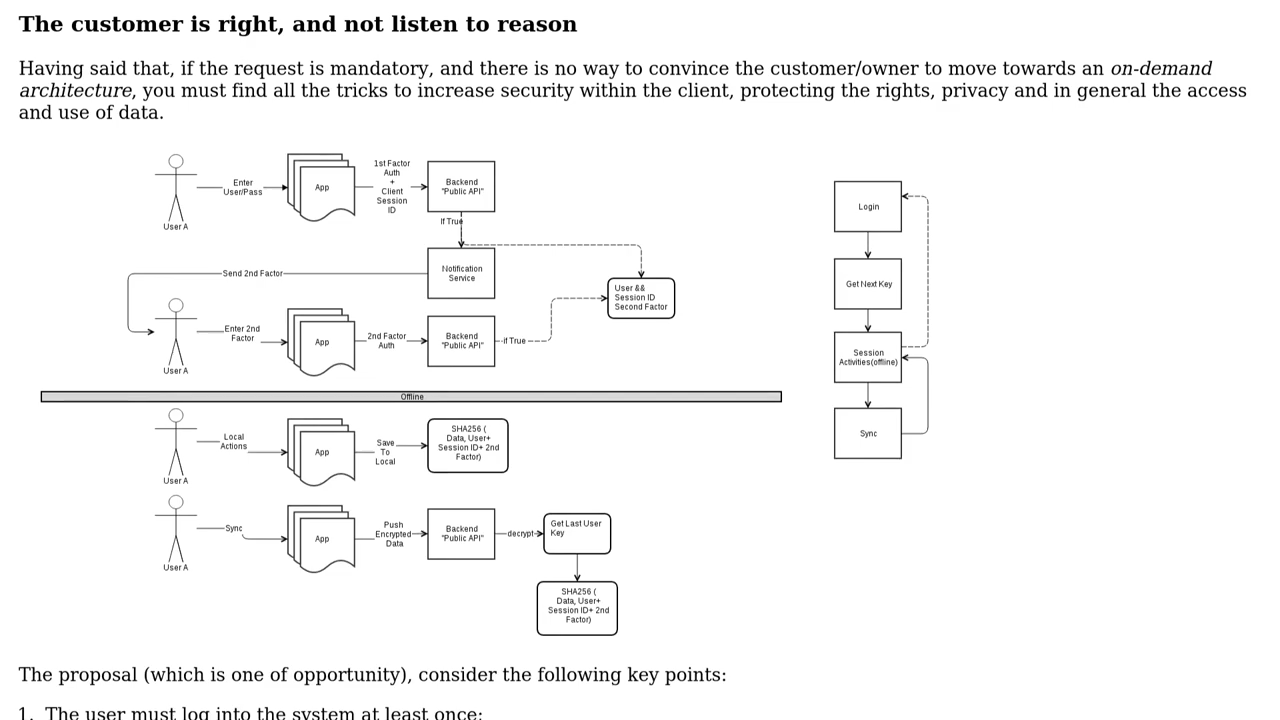 The customer is right, and not listen to reason
Having said that, if the request is mandatory, and there is no way to convince the customer/owner to move towards an on-demand
architecture, you must find all the tricks to increase security within the client, protecting the rights, privacy and in general the access
and use of data.
User A
Enter
User/Pass
App
1st Factor
Auth
+
Client
Session
ID
Backend
"Public API"
If True
Notification
Service
Send 2nd Factor
User &&
Session ID
Second Factor
User A
Enter 2nd
Factor
App
2nd Factor
Auth
Backend
"Public API"
if True
Offline
User A
Local
Actions
App
Save
To
Local
SHA256 (
Data, User+
Session ID+ 2nd
Factor)
User A
Sync
App
Push
Encrypted
Data
Backend
"Public API"
decrypt
Get Last User
Key
SHA256 (
Data, User+
Session ID+ 2nd
Factor)
Login
Get Next Key
Session
Activities(offline)
Sync
The proposal (which is one of opportunity), consider the following key points:
1. The user must log into the system at least once;